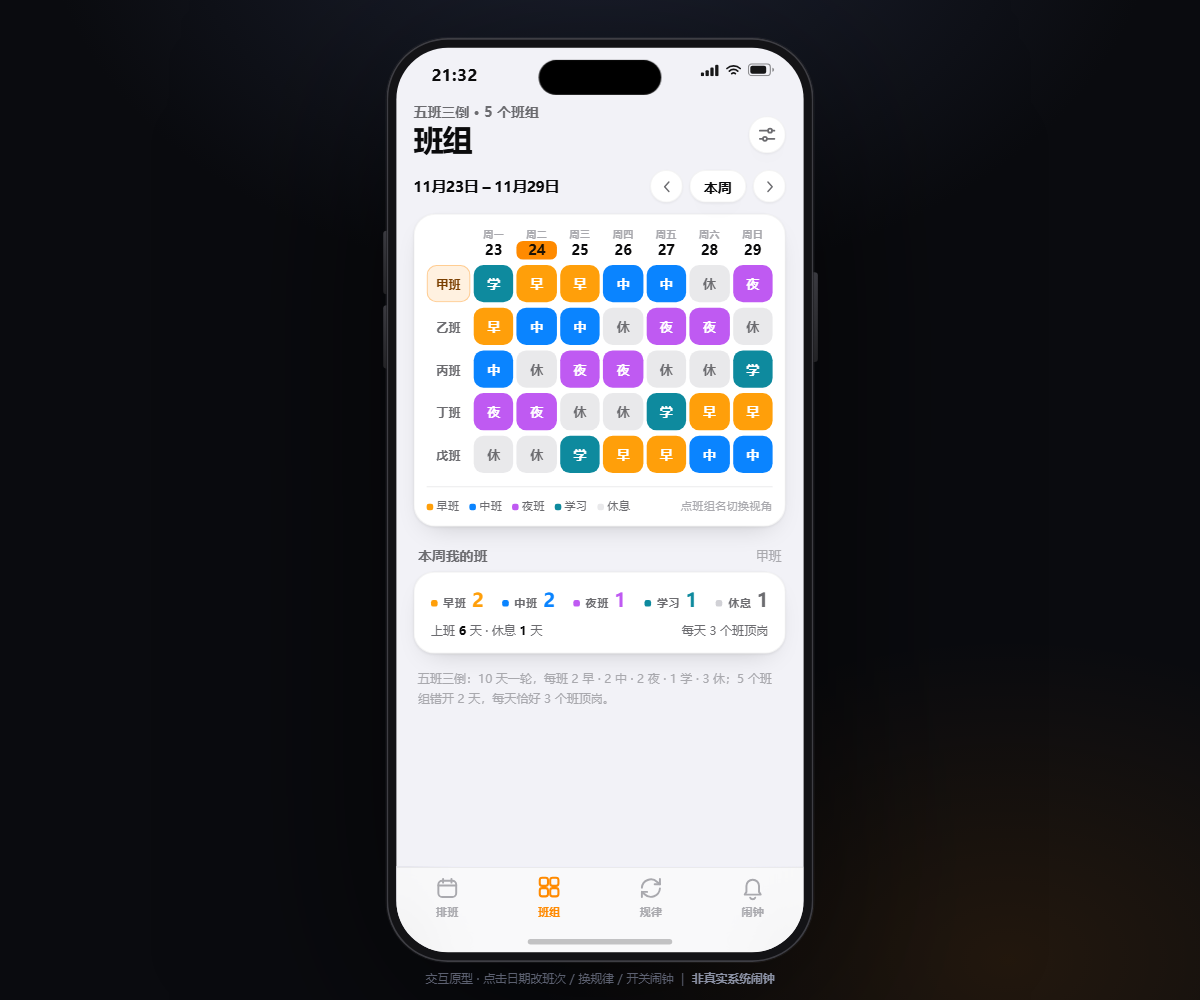 21:32
五班三倒 • 5 个班组
班组
11月23日 – 11月29日
本周
周一 周二 周三 周四 周五 周六 周日
23 24 25 26 27 28 29
甲班 学 早 早 中 中 休 夜
乙班 早 中 中 休 夜 夜 休
丙班 中 休 夜 夜 休 休 学
丁班 夜 夜 休 休 学 早 早
戊班 休 休 学 早 早 中 中
早班 中班 夜班 学习 休息 点班组名切换视角
本周我的班 甲班
早班 2 中班 2 夜班 1 学习 1 休息 1
上班 6 天 · 休息 1 天 每天 3 个班顶岗
五班三倒：10 天一轮，每班 2 早 · 2 中 · 2 夜 · 1 学 · 3 休；5 个班
组错开 2 天，每天恰好 3 个班顶岗。
排班 班组 规律 闹钟
交互原型 · 点击日期改班次 / 换规律 / 开关闹钟 ｜ 非真实系统闹钟